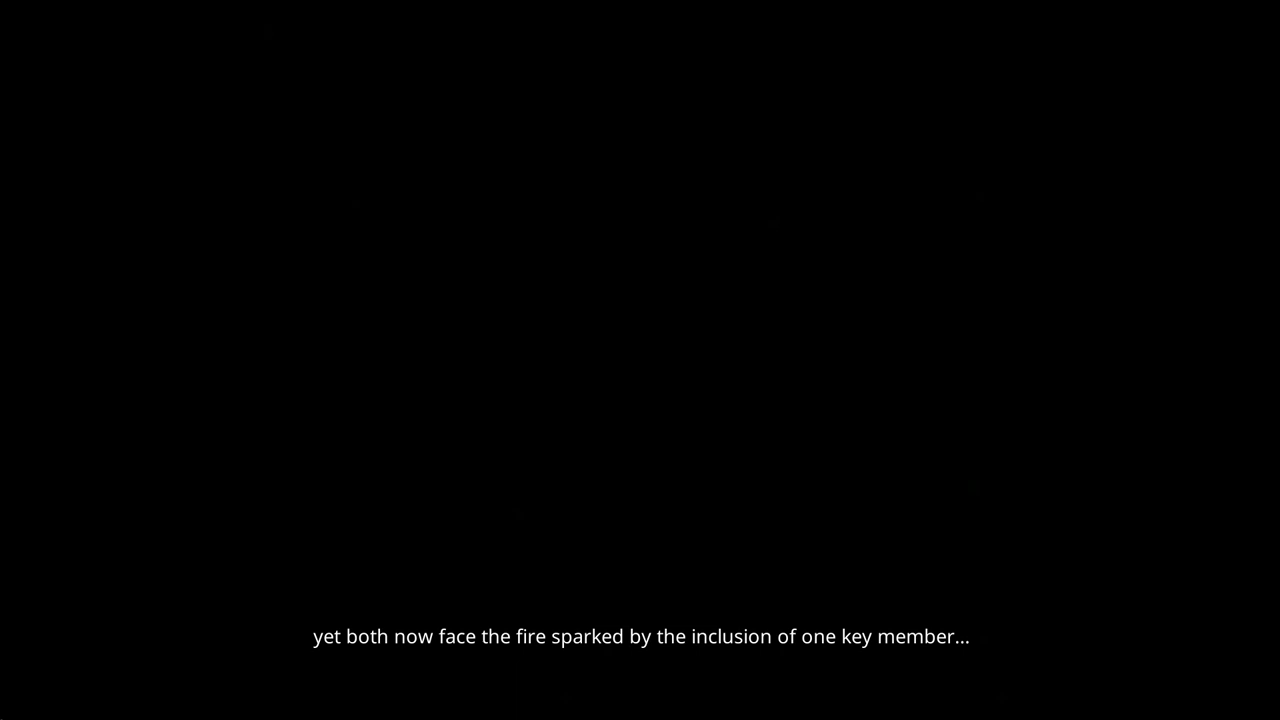 yet both now face the fire sparked by the inclusion of one key member...